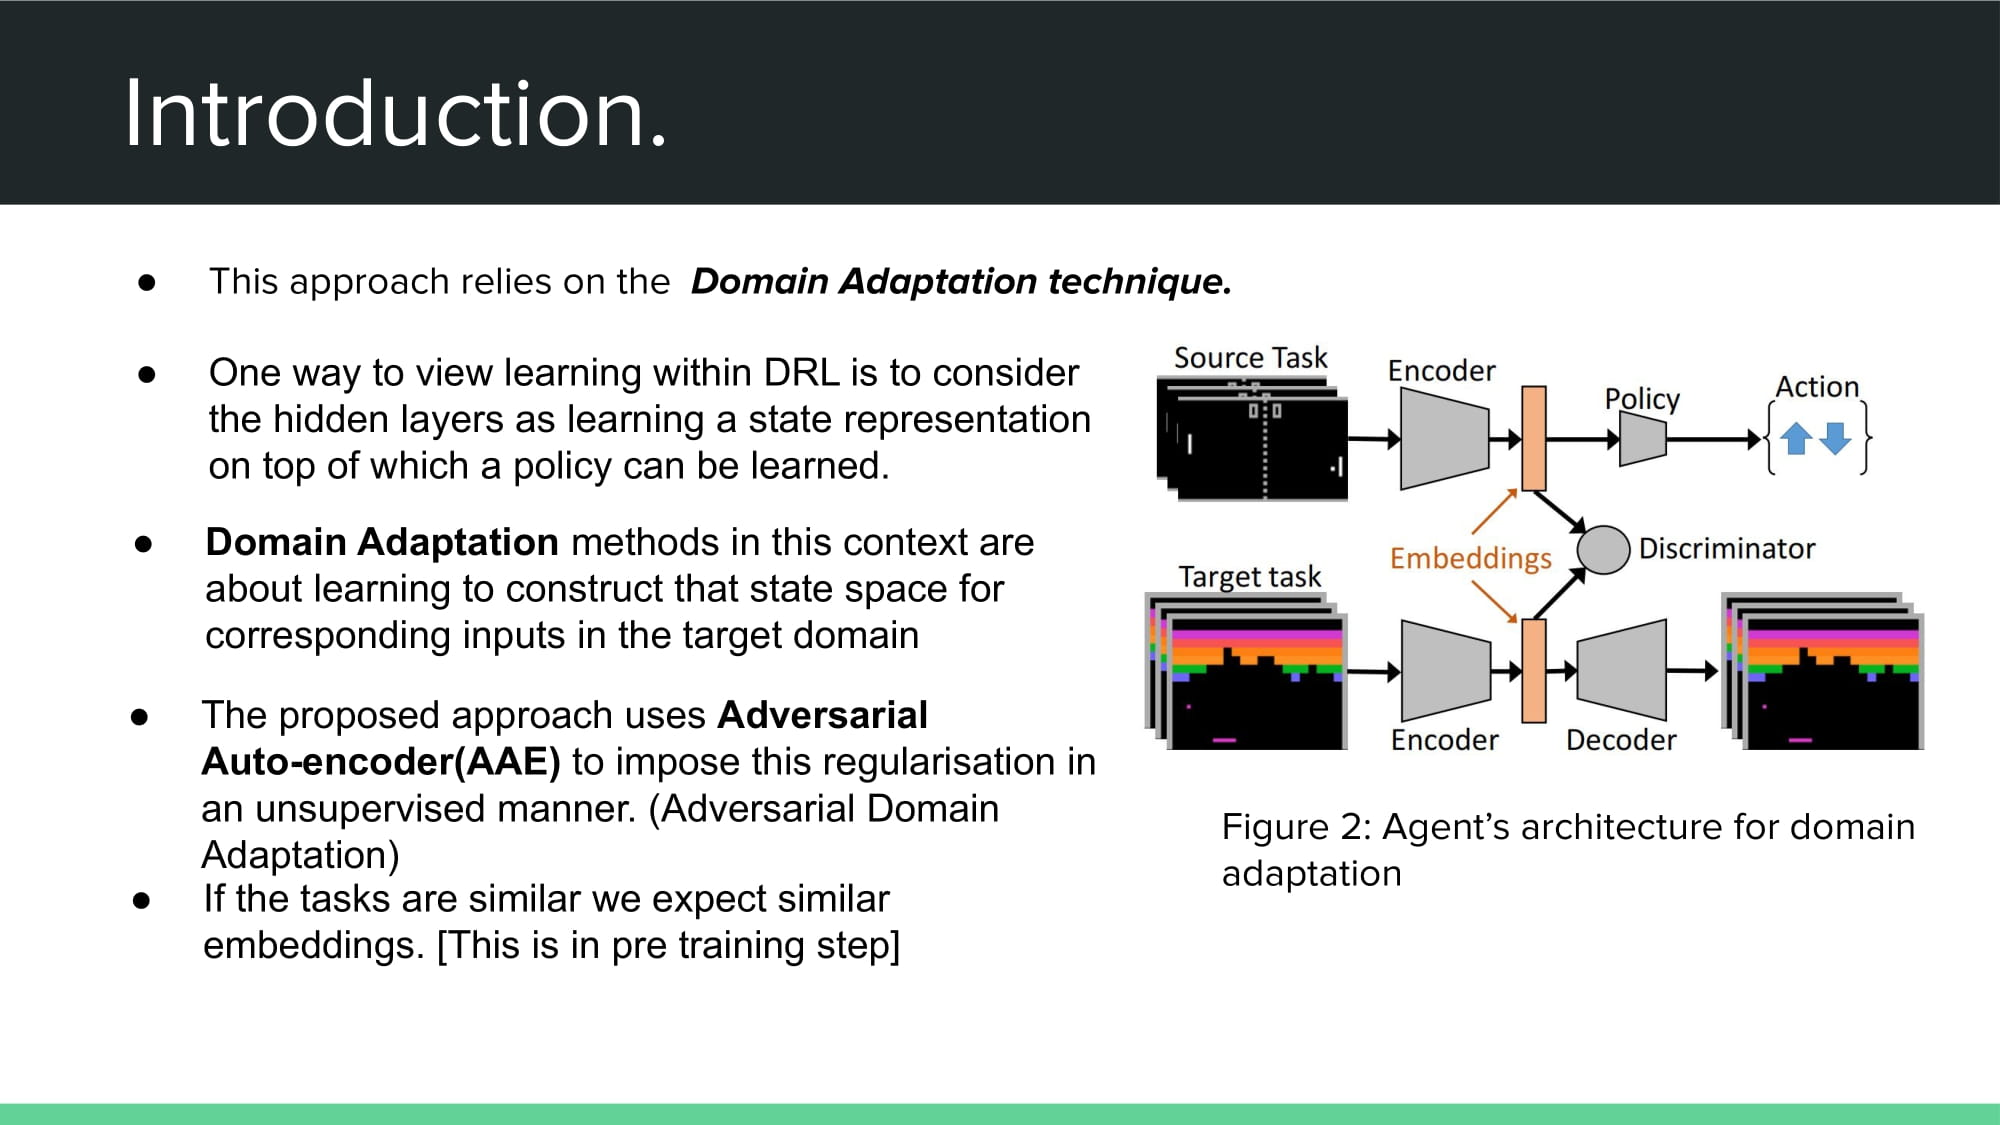 Introduction.
● This approach relies on the Domain Adaptation technique.
● One way to view learning within DRL is to consider
the hidden layers as learning a state representation
on top of which a policy can be learned.
● Domain Adaptation methods in this context are
about learning to construct that state space for
corresponding inputs in the target domain
● The proposed approach uses Adversarial
Auto-encoder(AAE) to impose this regularisation in
an unsupervised manner. (Adversarial Domain
Adaptation)
● If the tasks are similar we expect similar
embeddings. [This is in pre training step]
Source Task
Encoder
Policy
Action
Embeddings
Discriminator
Target task
Encoder
Decoder
Figure 2: Agent’s architecture for domain
adaptation